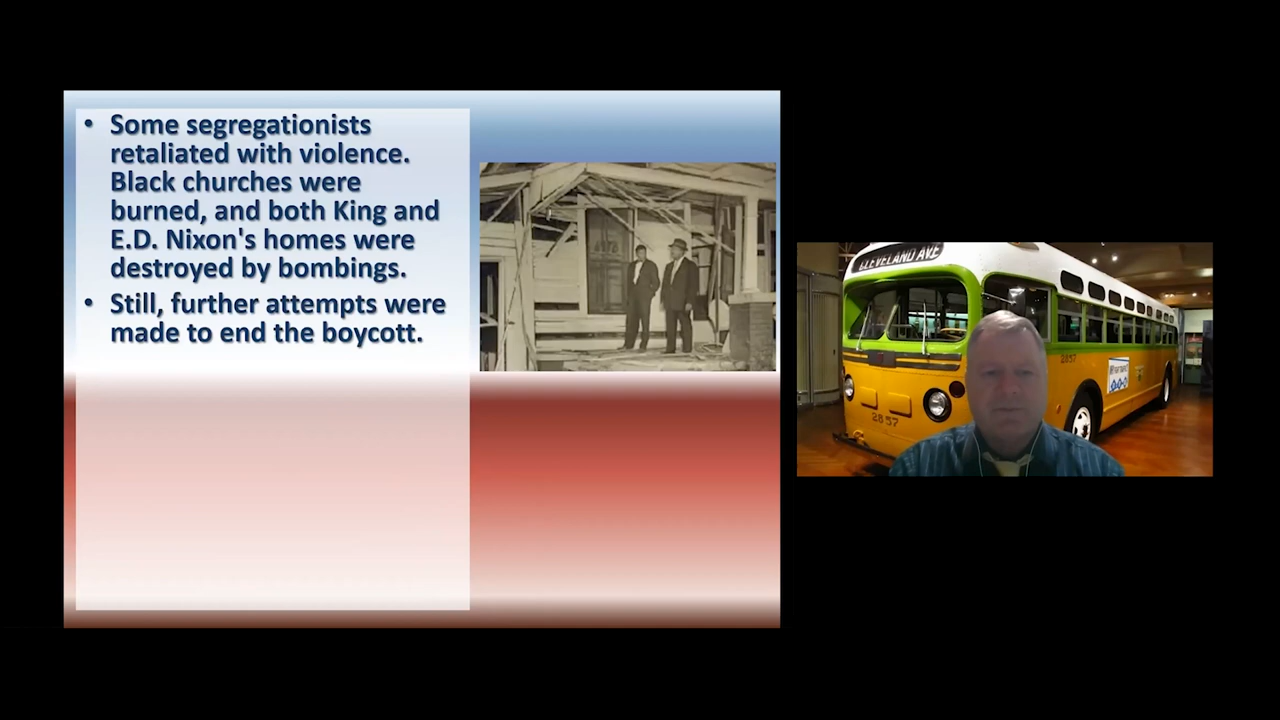 • Some segregationists
retaliated with violence.
Black churches were
burned, and both King and
E.D. Nixon's homes were
destroyed by bombings.
• Still, further attempts were
made to end the boycott.
CLEVELAND AVE
2857
2857